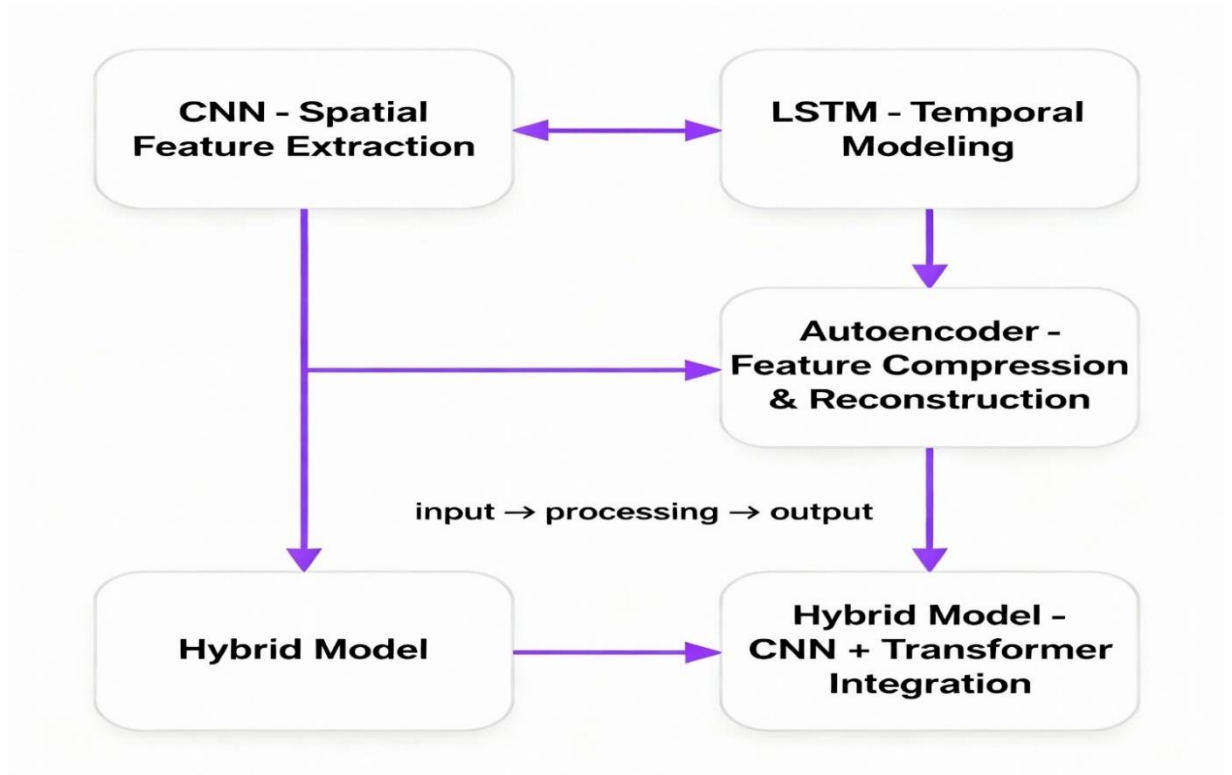 CNN - Spatial
Feature Extraction
LSTM - Temporal
Modeling
Autoencoder -
Feature Compression
& Reconstruction
input → processing → output
Hybrid Model
Hybrid Model -
CNN + Transformer
Integration